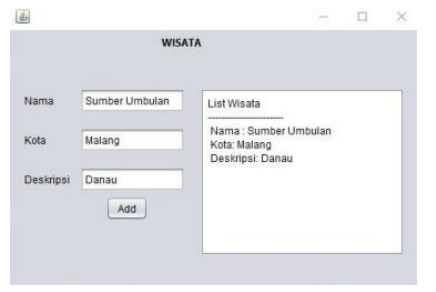 WISATA
Nama
Sumber Umbulan
Kota
Malang
Deskripsi
Danau
Add
List Wisata
-----------------------
Nama : Sumber Umbulan
Kota: Malang
Deskripsi: Danau